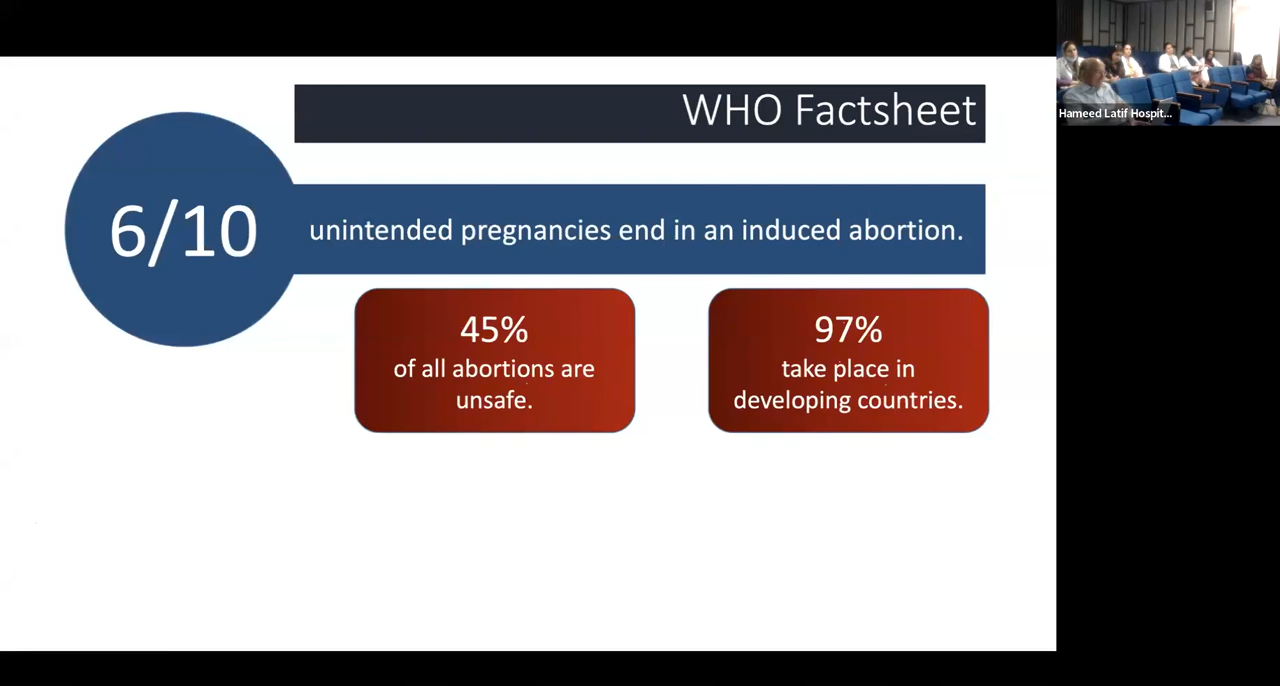 WHO Factsheet
6/10
unintended pregnancies end in an induced abortion.
45%
of all abortions are
unsafe.
97%
take place in
developing countries.
Hameed Latif Hospit...